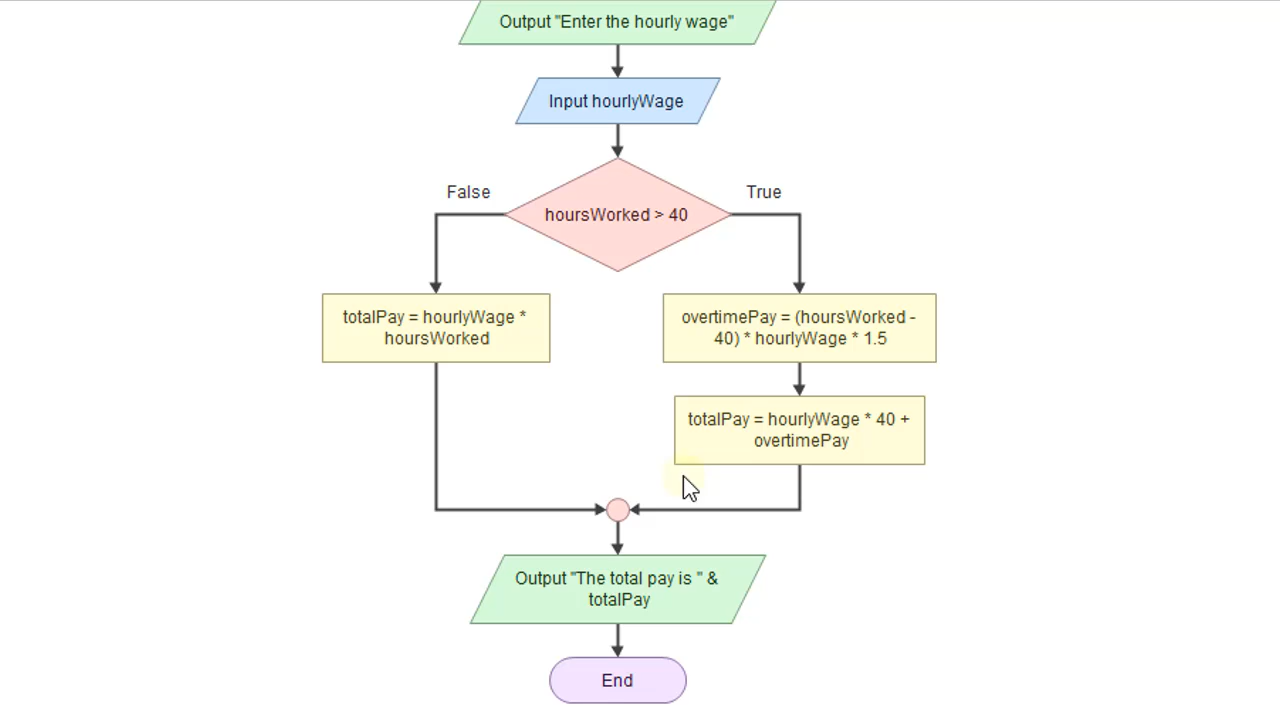 Output "Enter the hourly wage"
Input hourlyWage
False
True
hoursWorked > 40
totalPay = hourlyWage *
hoursWorked
overtimePay = (hoursWorked -
40) * hourlyWage * 1.5
totalPay = hourlyWage * 40 +
overtimePay
Output "The total pay is " &
totalPay
End